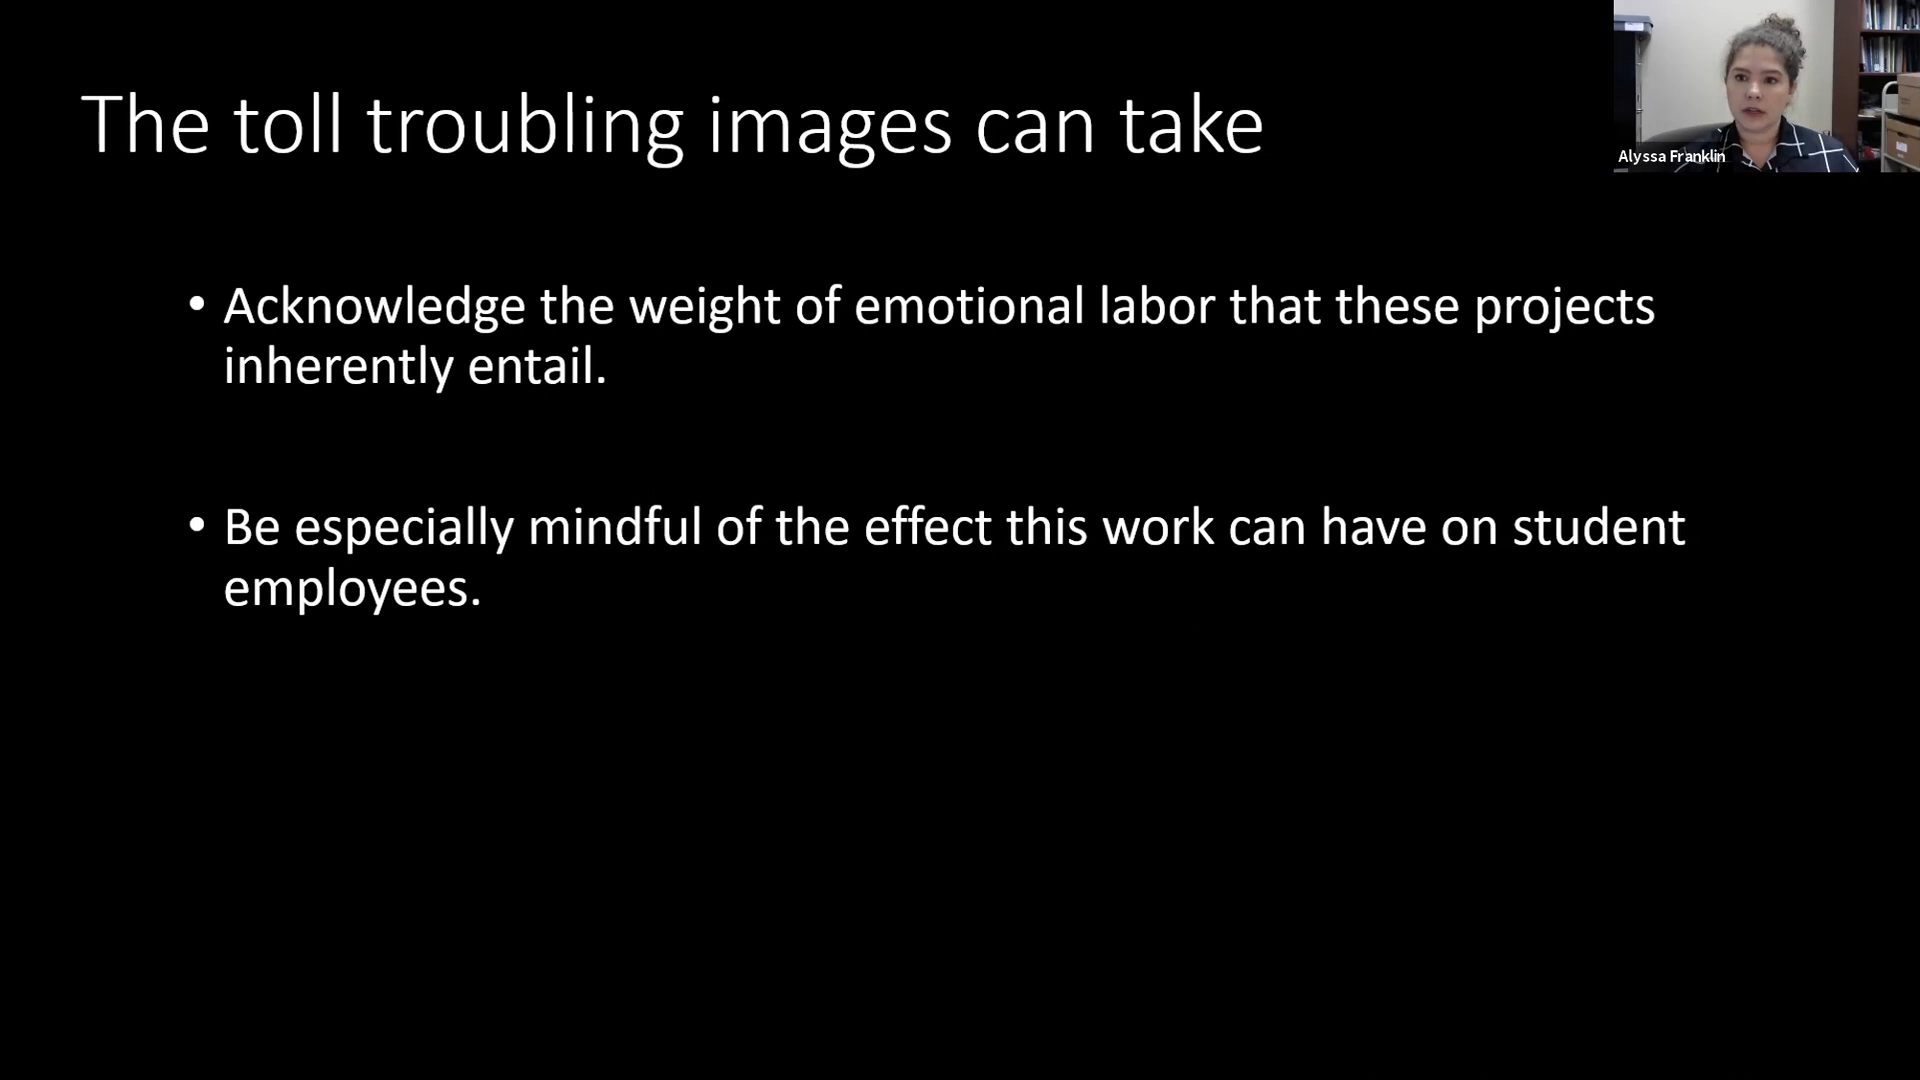 The toll troubling images can take
Alyssa Franklin
• Acknowledge the weight of emotional labor that these projects
inherently entail.
• Be especially mindful of the effect this work can have on student
employees.